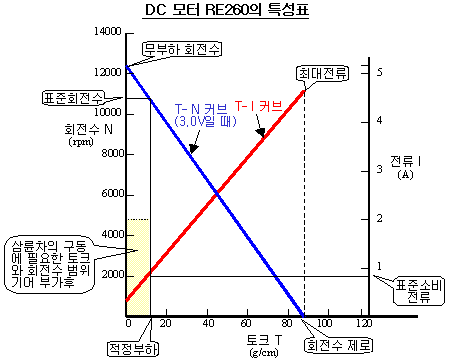 DC 모터 RE260의 특성표
14000
무부하 회전수
12000
최대전류
5
표준회전수
10000
T-N 커브
(3,0V일 때)
T-I 커브
4
회전수 N
(rpm)
8000
전류 I
(A)
3
6000
4000
2
삼륜차의 구동
에 필요한 토크
와 회전수 범위
기어 부가후
2000
1
표준소비
전류
0
20
40
60
80
100
120
적정부하
토크 T
(g/cm)
회전수 제로